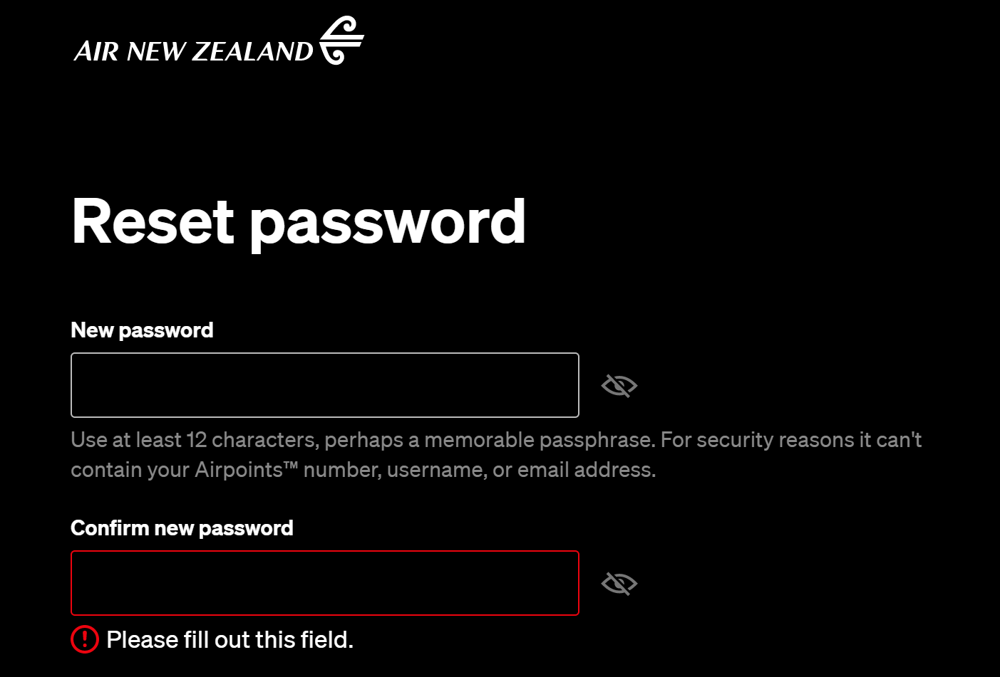 AIR NEW ZEALAND
Reset password
New password
Use at least 12 characters, perhaps a memorable passphrase. For security reasons it can't
contain your Airpoints™ number, username, or email address.
Confirm new password
Please fill out this field.